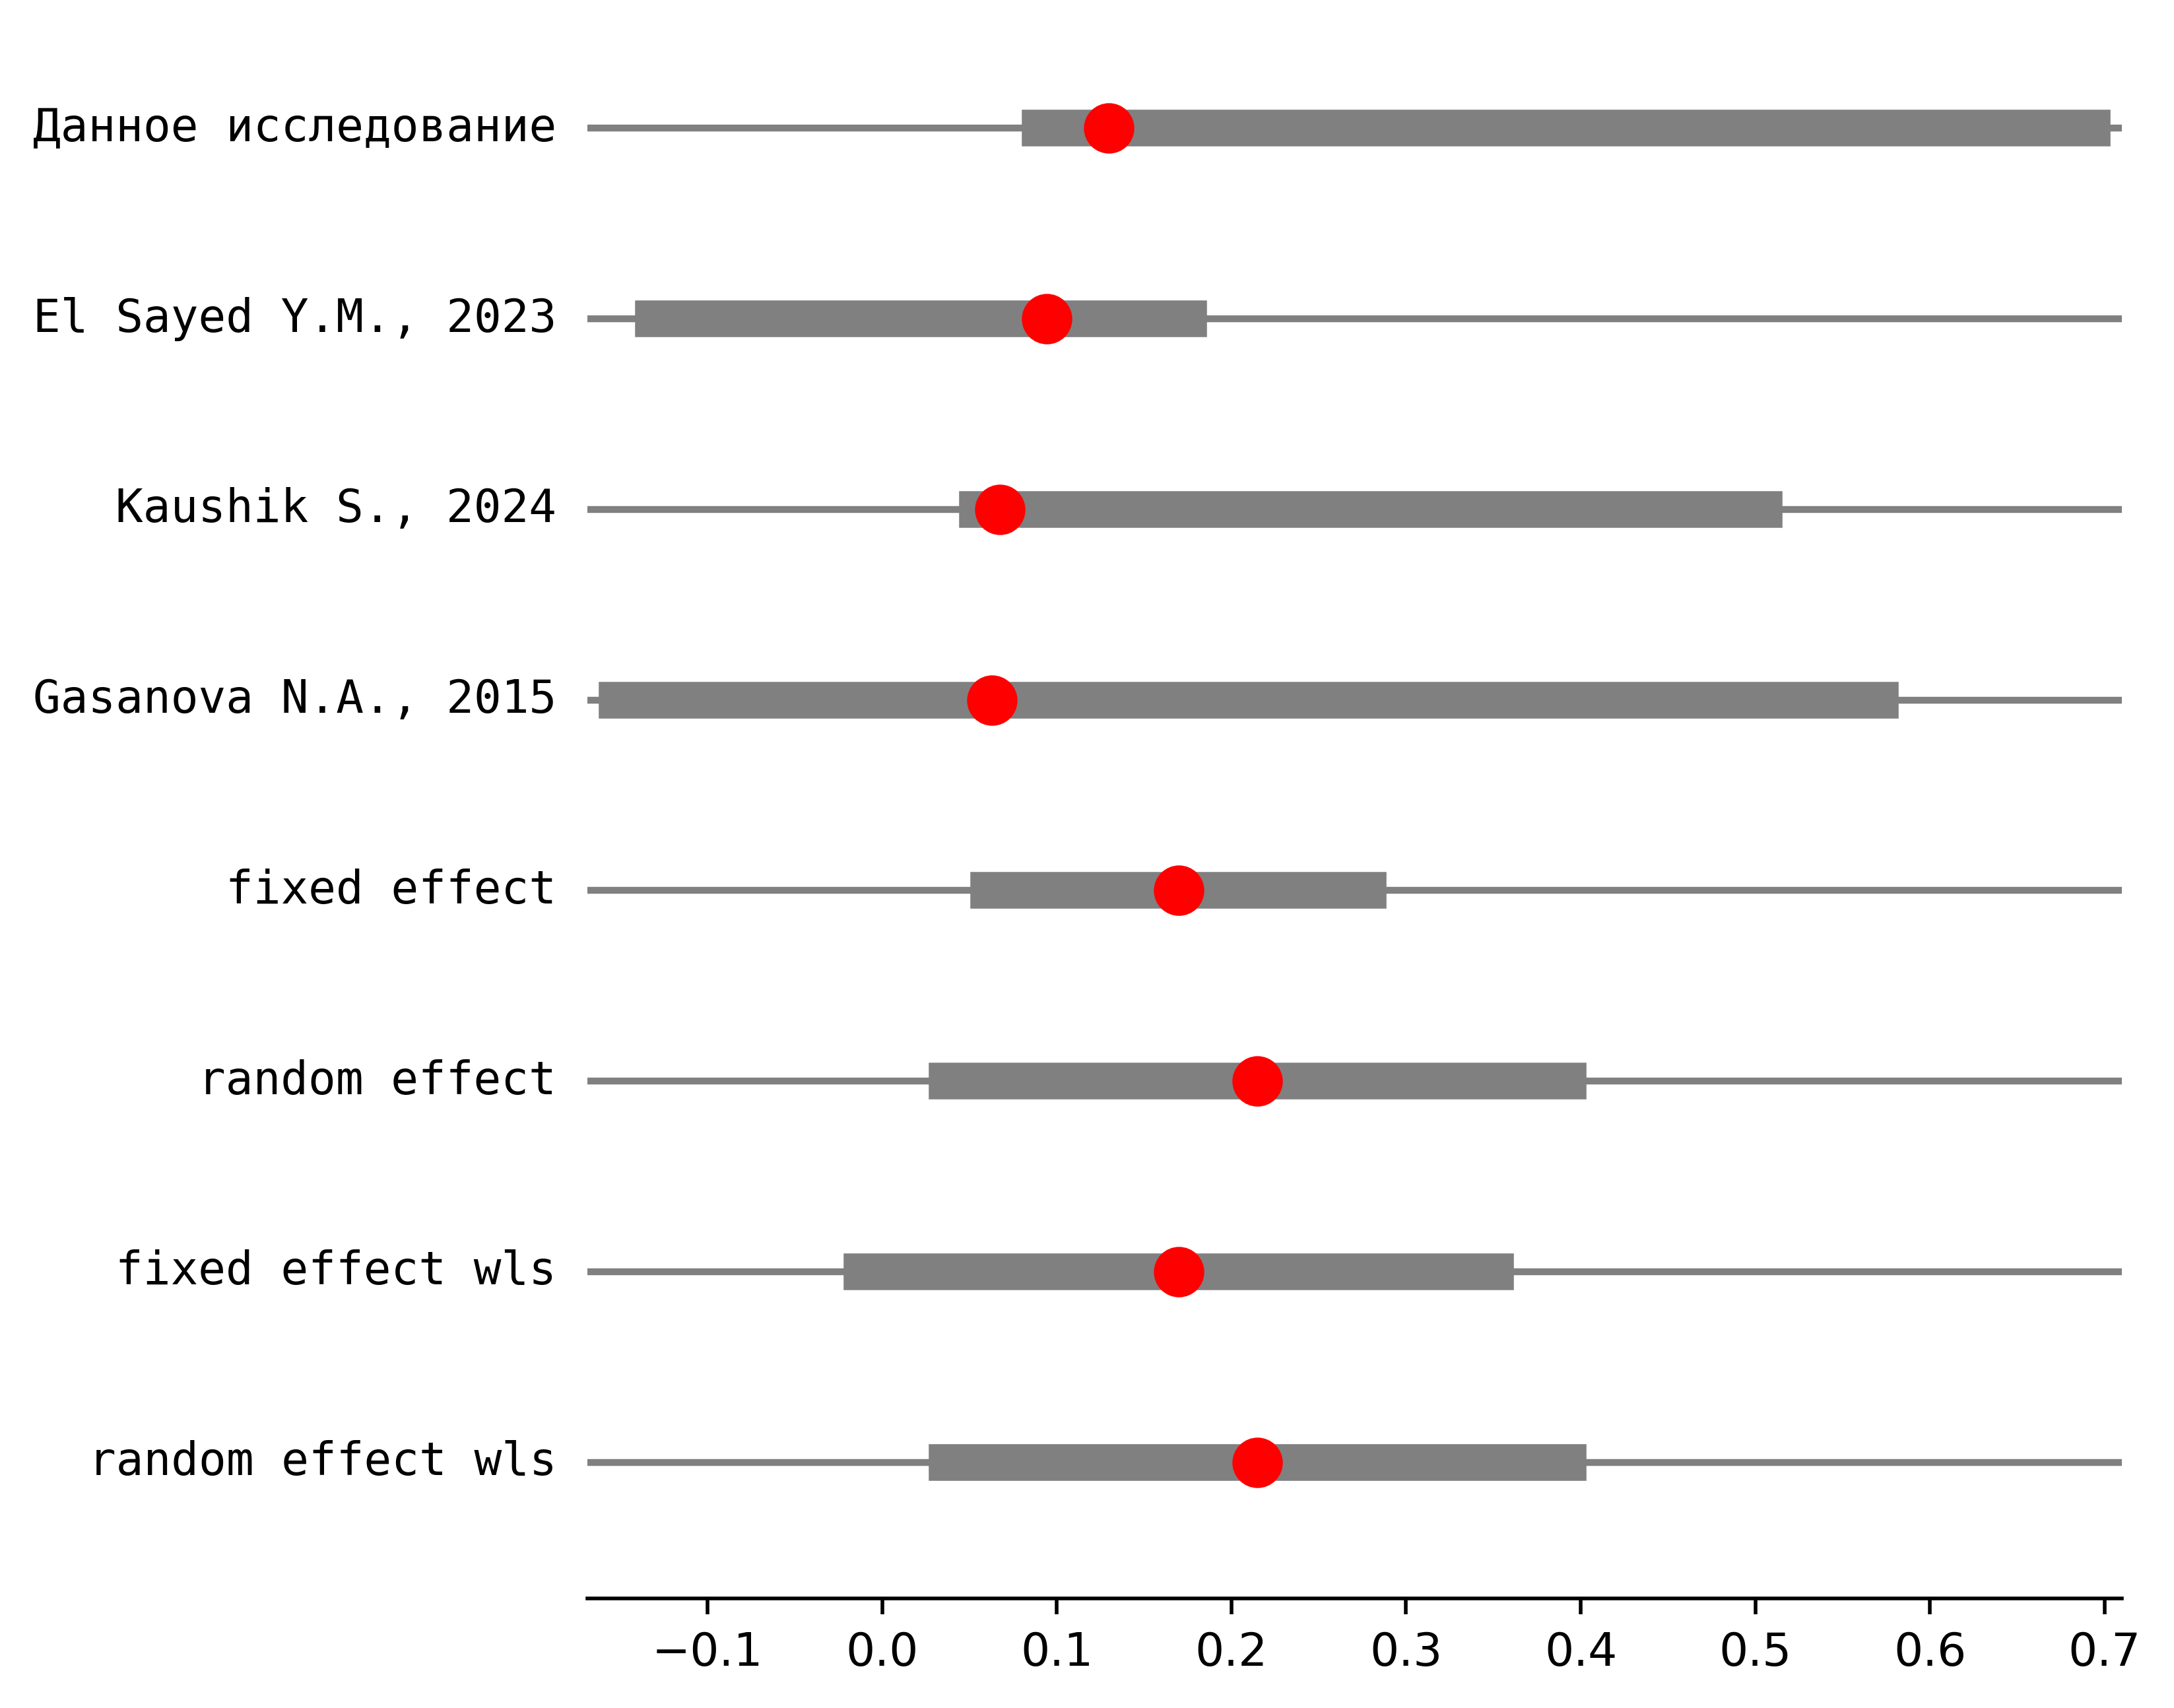 Данное исследование
El Sayed Y.M., 2023
Kaushik S., 2024
Gasanova N.A., 2015
fixed effect
random effect
fixed effect wls
random effect wls
−0.1 0.0 0.1 0.2 0.3 0.4 0.5 0.6 0.7